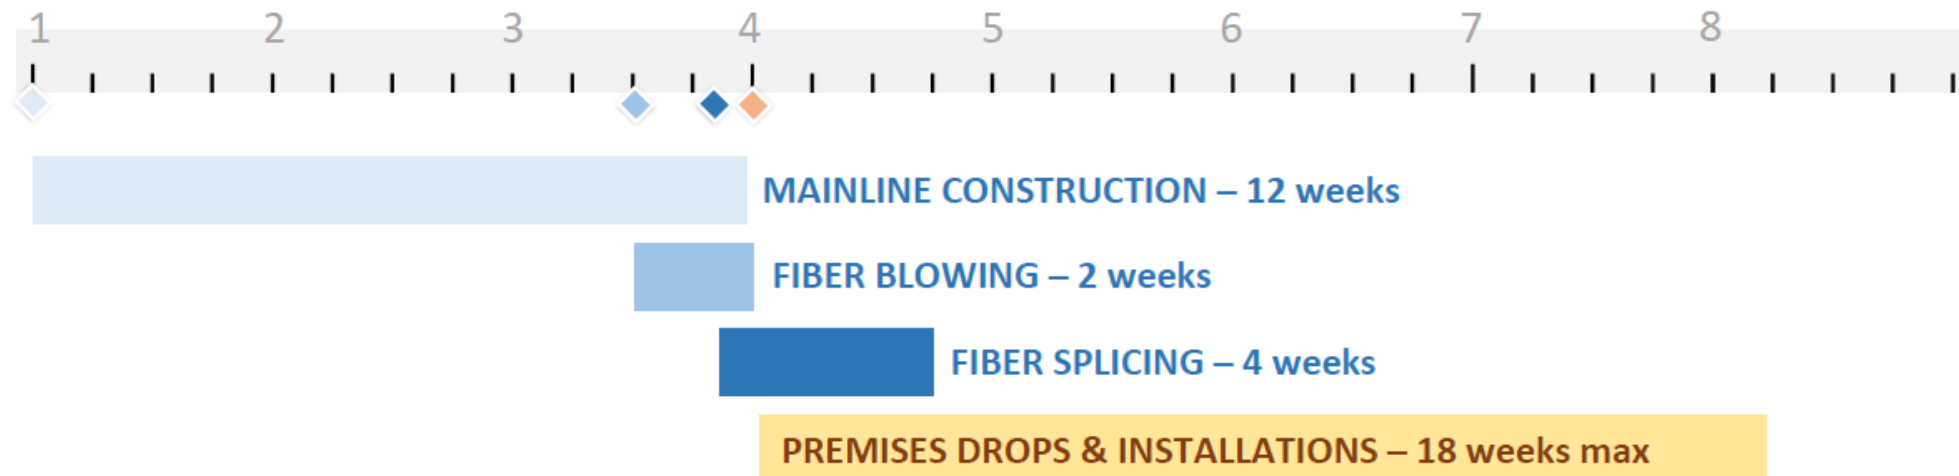 1 2 3 4 5 6 7 8
MAINLINE CONSTRUCTION – 12 weeks
FIBER BLOWING – 2 weeks
FIBER SPLICING – 4 weeks
PREMISES DROPS & INSTALLATIONS – 18 weeks max